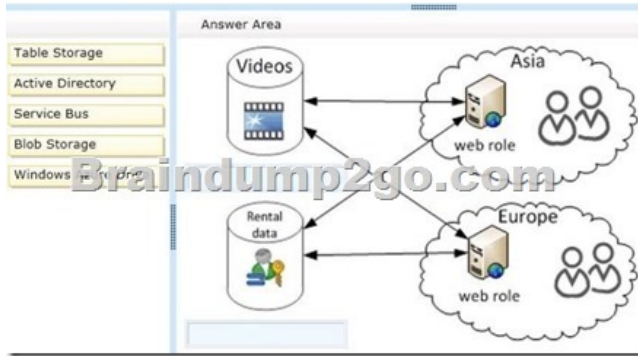 Answer Area
Table Storage
Active Directory
Service Bus
Blob Storage
Windows
Braindump2go.com
Videos
Asia
web role
Rental
data
Europe
web role